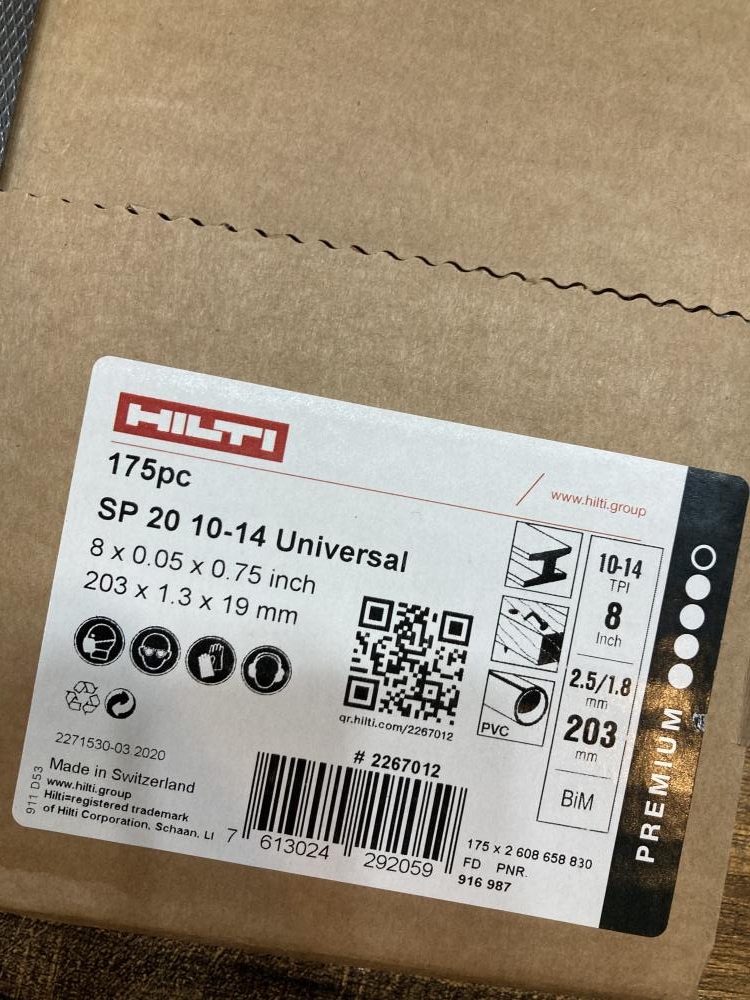 HILTI
175pc
www.hilti.group
SP 20 10-14 Universal
8 x 0.05 x 0.75 inch
203 x 1.3 x 19 mm
10-14
TPI
8
Inch
2.5/1.8
mm
203
mm
BiM
PVC
PREMIUM
qr.hilti.com/2267012
2271530-03 2020
# 2267012
Made in Switzerland
www.hilti.group
Hilti=registered trademark
of Hilti Corporation, Schaan, LI
911 D53
7 613024 292059
175 x 2 608 658 830
FD PNR.
916 987